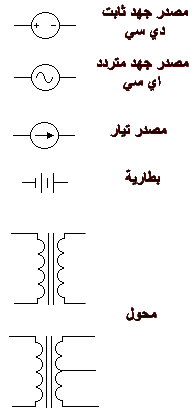 مصدر جهد ثابت
دي سي
مصدر جهد متردد
اي سي
مصدر تيار
بطارية
محول